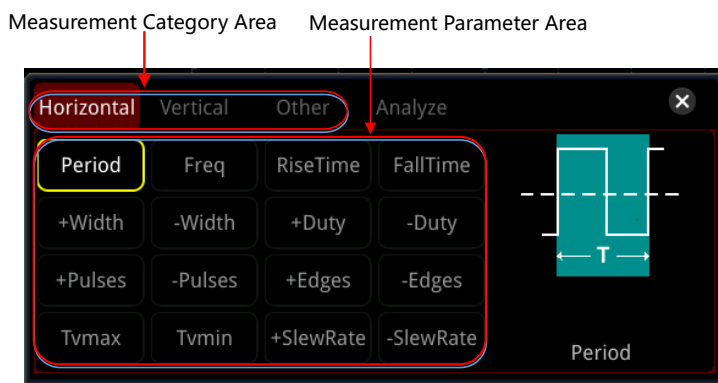 Measurement Category Area Measurement Parameter Area
Horizontal Vertical Other Analyze
Period Freq RiseTime FallTime
+Width -Width +Duty -Duty
T
+Pulses -Pulses +Edges -Edges
Tvmax Tvmin +SlewRate -SlewRate
Period